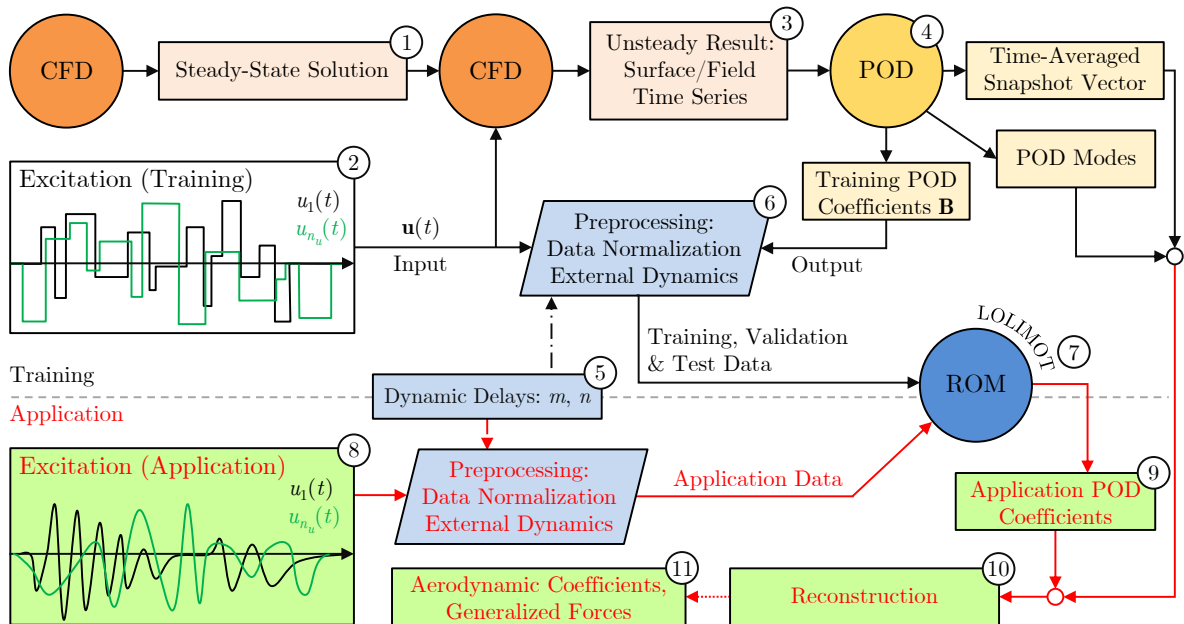 CFD
1
Steady-State Solution
CFD
3
Unsteady Result:
Surface/Field
Time Series
4
POD
Time-Averaged
Snapshot Vector
POD Modes
Training POD
Coefficients B
2
Excitation (Training)
u₁(t)
uₙᵤ(t)
u(t)
Input
6
Preprocessing:
Data Normalization
External Dynamics
Output
Training, Validation
& Test Data
LOLIMOT
7
ROM
Training
5
Dynamic Delays: m, n
Application
8
Excitation (Application)
u₁(t)
uₙᵤ(t)
Preprocessing:
Data Normalization
External Dynamics
Application Data
9
Application POD
Coefficients
11
Aerodynamic Coefficients,
Generalized Forces
10
Reconstruction